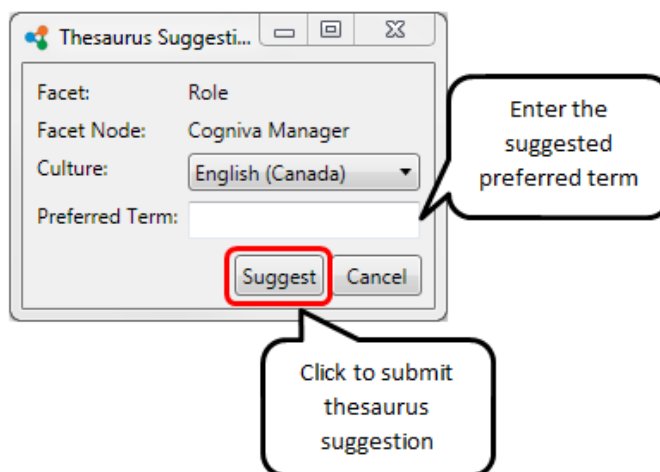 Thesaurus Suggesti...
Facet: Role
Facet Node: Cogniva Manager
Culture: English (Canada)
Preferred Term:
Suggest Cancel
Enter the
suggested
preferred term
Click to submit
thesaurus
suggestion